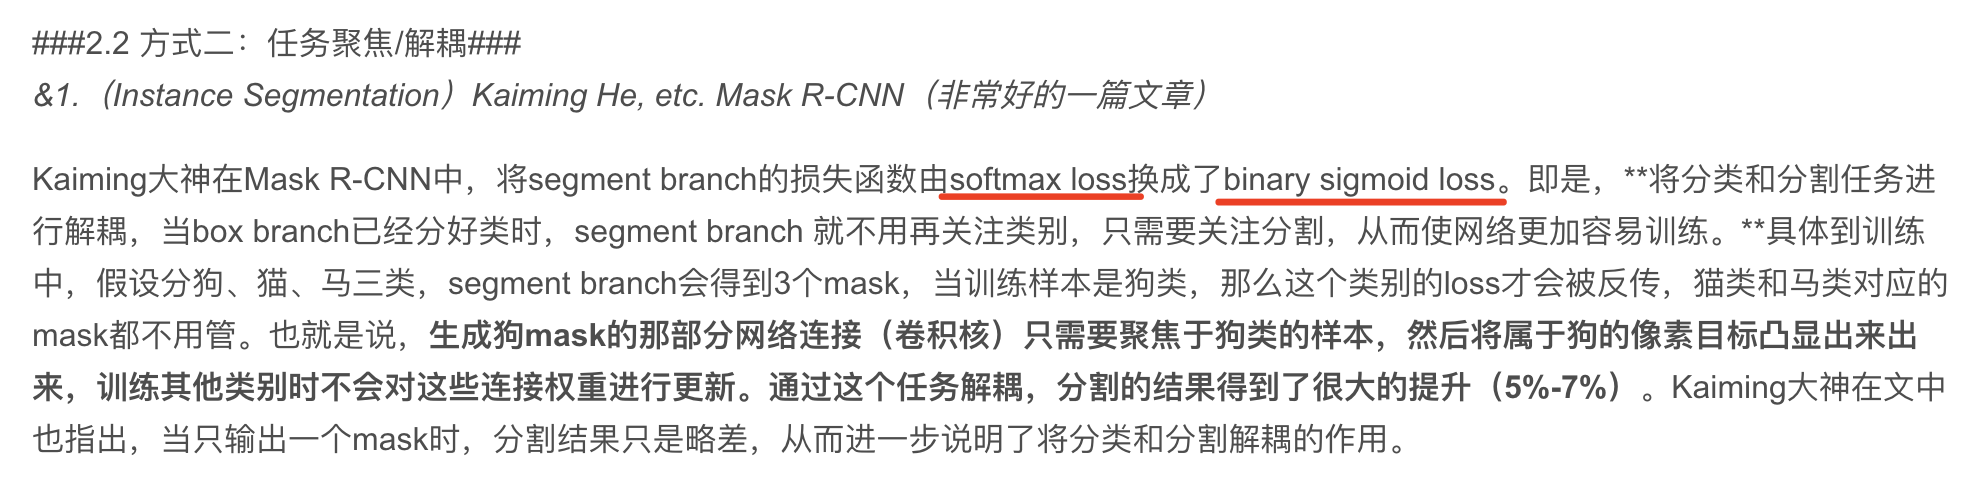 ###2.2 方式二：任务聚焦/解耦###
&1.（Instance Segmentation）Kaiming He, etc. Mask R-CNN（非常好的一篇文章）
Kaiming大神在Mask R-CNN中，将segment branch的损失函数由softmax loss换成了binary sigmoid loss。即是，**将分类和分割任务进
行解耦，当box branch已经分好类时，segment branch 就不用再关注类别，只需要关注分割，从而使网络更加容易训练。**具体到训练
中，假设分狗、猫、马三类，segment branch会得到3个mask，当训练样本是狗类，那么这个类别的loss才会被反传，猫类和马类对应的
mask都不用管。也就是说，生成狗mask的那部分网络连接（卷积核）只需要聚焦于狗类的样本，然后将属于狗的像素目标凸显出来出
来，训练其他类别时不会对这些连接权重进行更新。通过这个任务解耦，分割的结果得到了很大的提升（5%-7%）。Kaiming大神在文中
也指出，当只输出一个mask时，分割结果只是略差，从而进一步说明了将分类和分割解耦的作用。